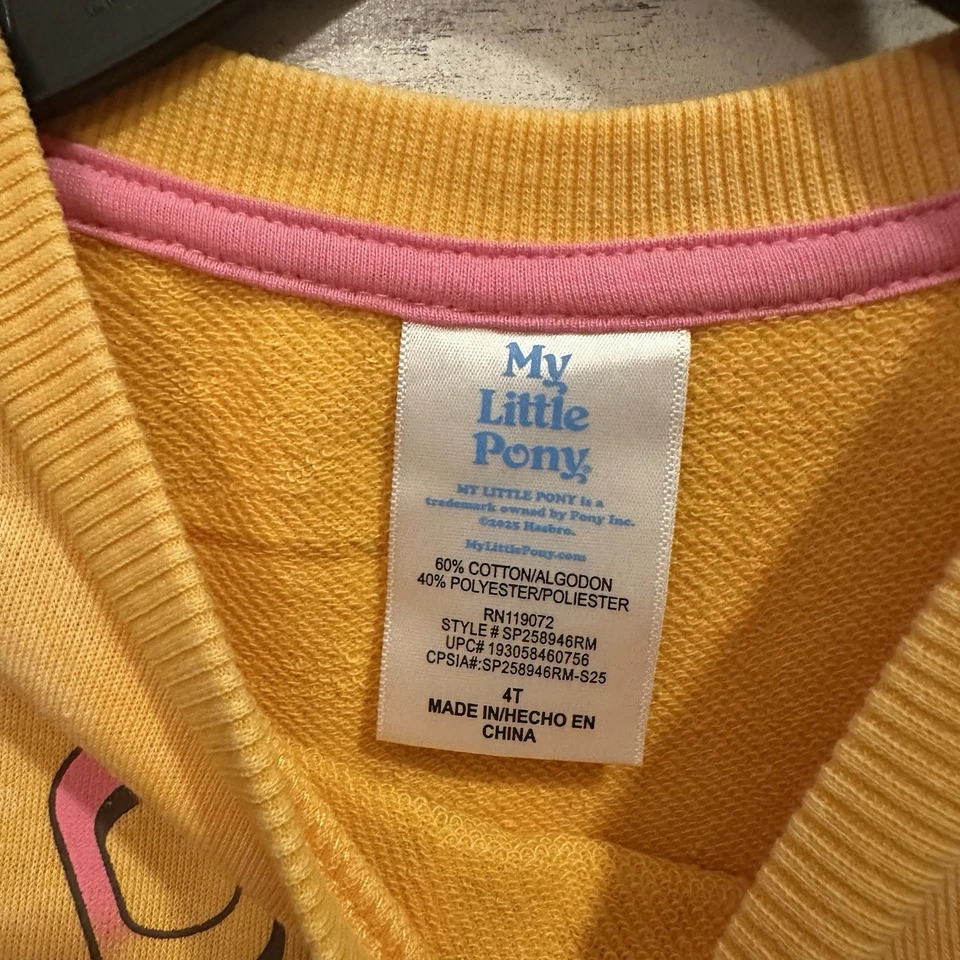 My
Little
Pony®
MY LITTLE PONY is a
trademark owned by Pony Inc.
©2025 Hasbro.
MyLittlePony.com
60% COTTON/ALGODON
40% POLYESTER/POLIESTER
RN119072
STYLE # SP258946RM
UPC# 193058460756
CPSIA#:SP258946RM-S25
4T
MADE IN/HECHO EN
CHINA